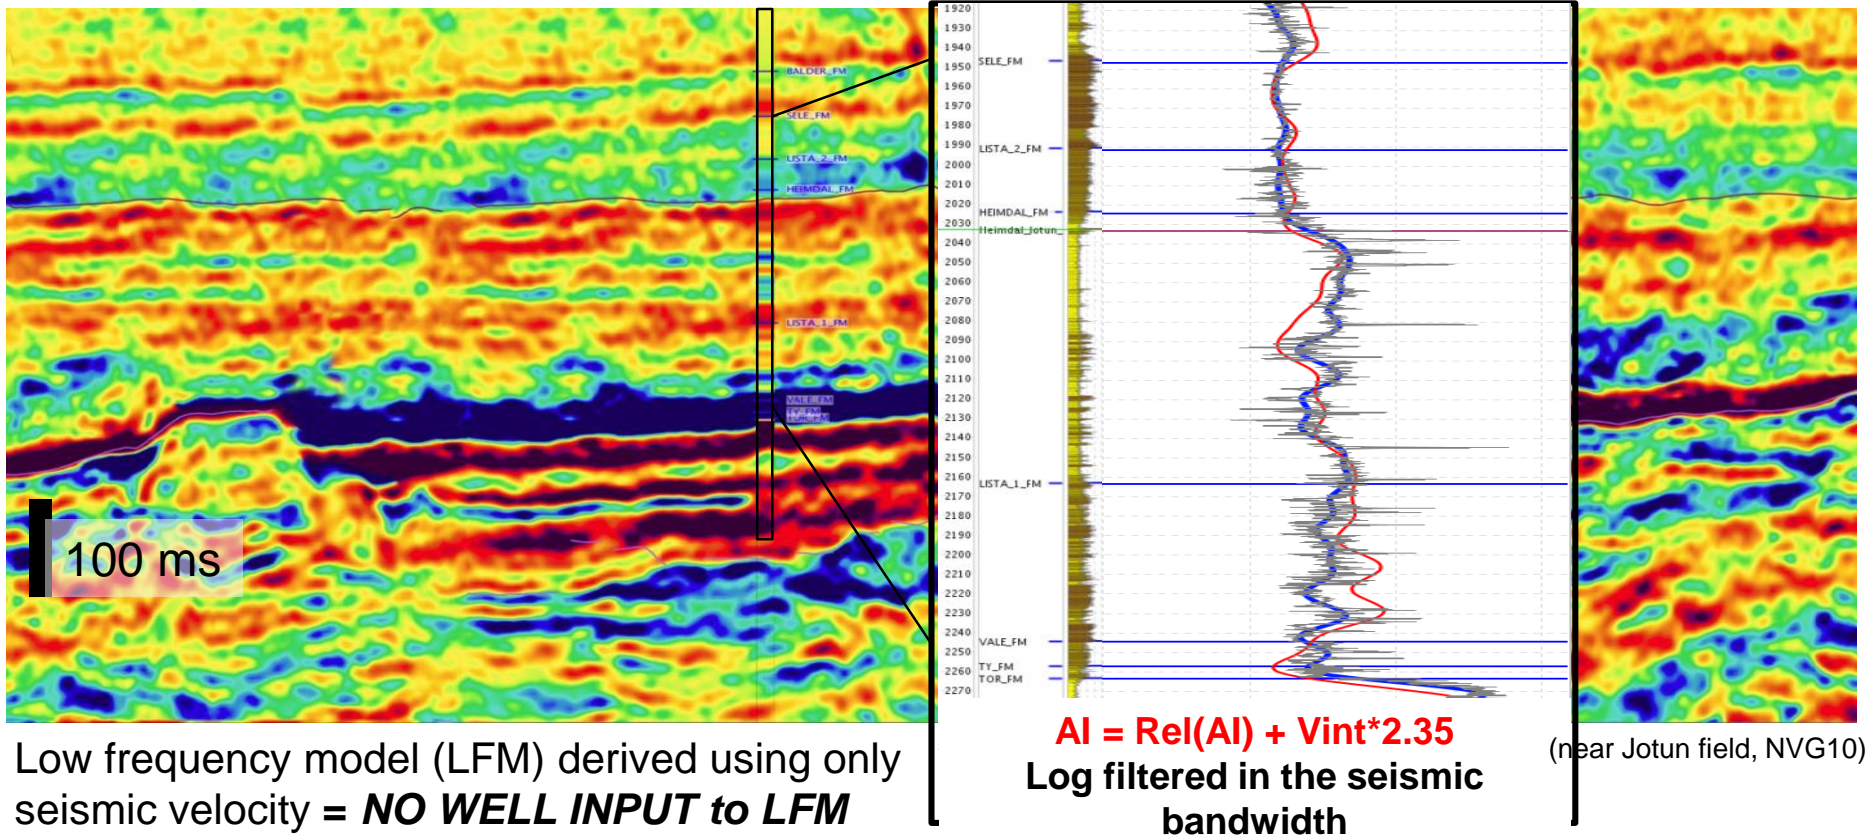 BALDER_FM
SELE_FM
LISTA_2_FM
HEIMDAL_FM
LISTA_1_FM
VALE_FM
TY_FM
100 ms
1920
1930
1940
1950
1960
1970
1980
1990
2000
2010
2020
2030
2040
2050
2060
2070
2080
2090
2100
2110
2120
2130
2140
2150
2160
2170
2180
2190
2200
2210
2220
2230
2240
2250
2260
2270
SELE_FM
LISTA_2_FM
HEIMDAL_FM
Heimdal_Jotun_
LISTA_1_FM
VALE_FM
TY_FM
TOR_FM
Low frequency model (LFM) derived using only
seismic velocity = NO WELL INPUT to LFM
AI = Rel(AI) + Vint*2.35
Log filtered in the seismic
bandwidth
(near Jotun field, NVG10)